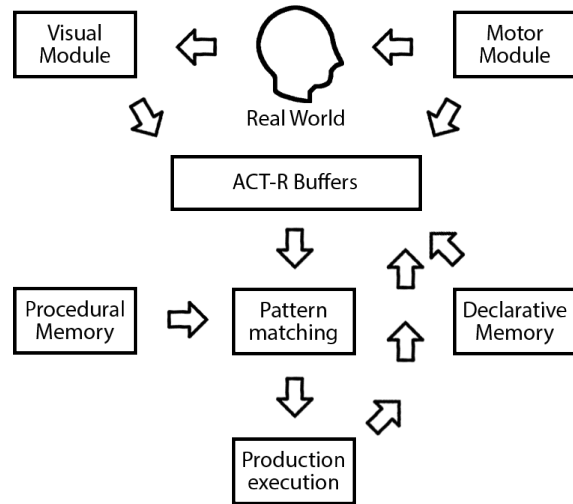 Visual
Module
Motor
Module
Real World
ACT-R Buffers
Procedural
Memory
Pattern
matching
Declarative
Memory
Production
execution